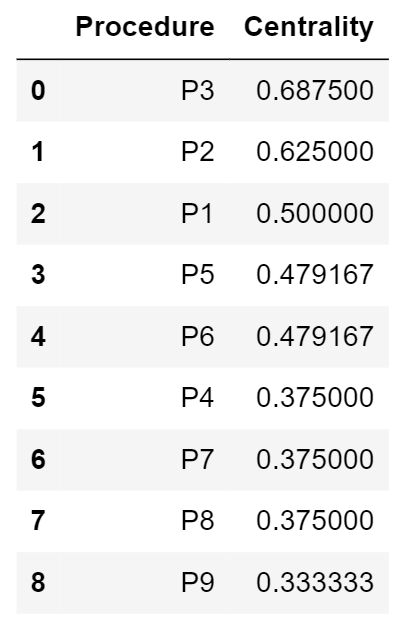 Procedure Centrality
0 P3 0.687500
1 P2 0.625000
2 P1 0.500000
3 P5 0.479167
4 P6 0.479167
5 P4 0.375000
6 P7 0.375000
7 P8 0.375000
8 P9 0.333333